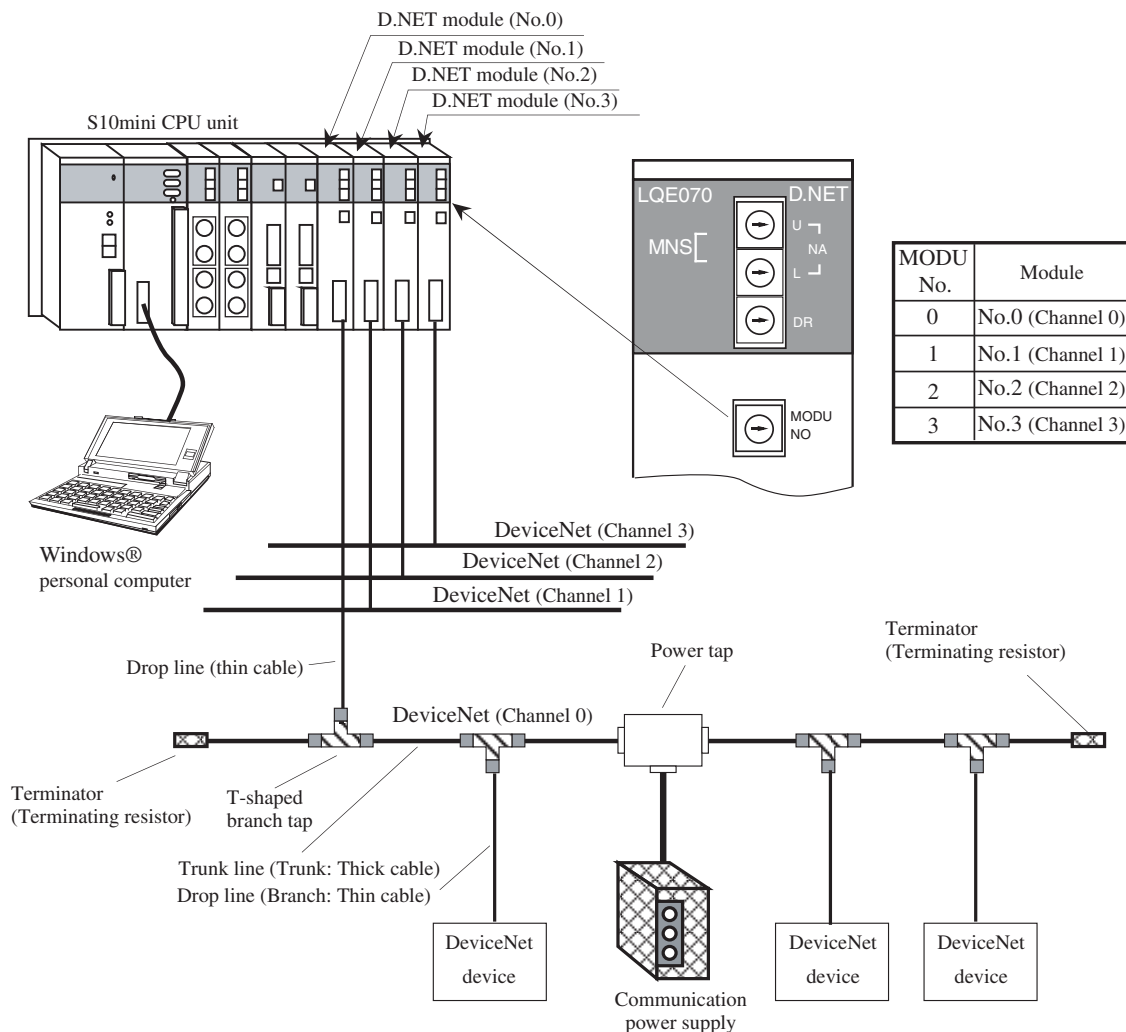 D.NET module (No.0)
D.NET module (No.1)
D.NET module (No.2)
D.NET module (No.3)
S10mini CPU unit
LQE070 D.NET
MNS
U
NA
L
DR
MODU
NO
MODU No. Module
0 No.0 (Channel 0)
1 No.1 (Channel 1)
2 No.2 (Channel 2)
3 No.3 (Channel 3)
Windows®
personal computer
DeviceNet (Channel 3)
DeviceNet (Channel 2)
DeviceNet (Channel 1)
Drop line (thin cable)
Power tap
Terminator
(Terminating resistor)
DeviceNet (Channel 0)
Terminator
(Terminating resistor)
T-shaped
branch tap
Trunk line (Trunk: Thick cable)
Drop line (Branch: Thin cable)
DeviceNet
device
DeviceNet
device
DeviceNet
device
Communication
power supply